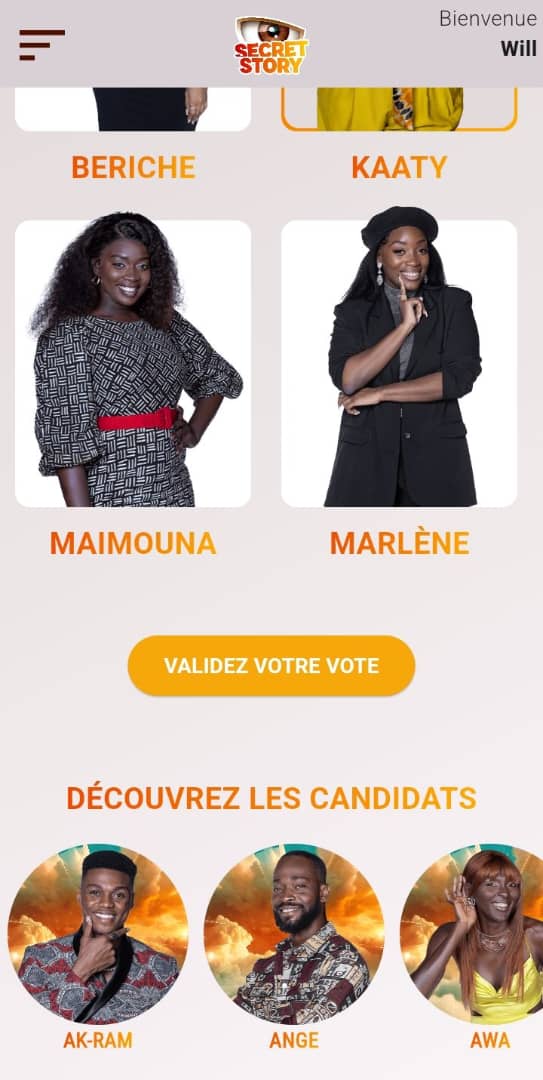 Bienvenue
SECRET
STORY
Will
BERICHE
KAATY
MAIMOUNA
MARLÈNE
VALIDEZ VOTRE VOTE
DÉCOUVREZ LES CANDIDATS
AK-RAM
ANGE
AWA